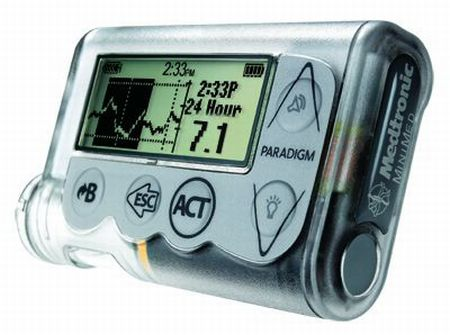 2:33PM
2:33P
24 Hour
7.1
PARADIGM
B
ESC
ACT
Medtronic
MINIMED